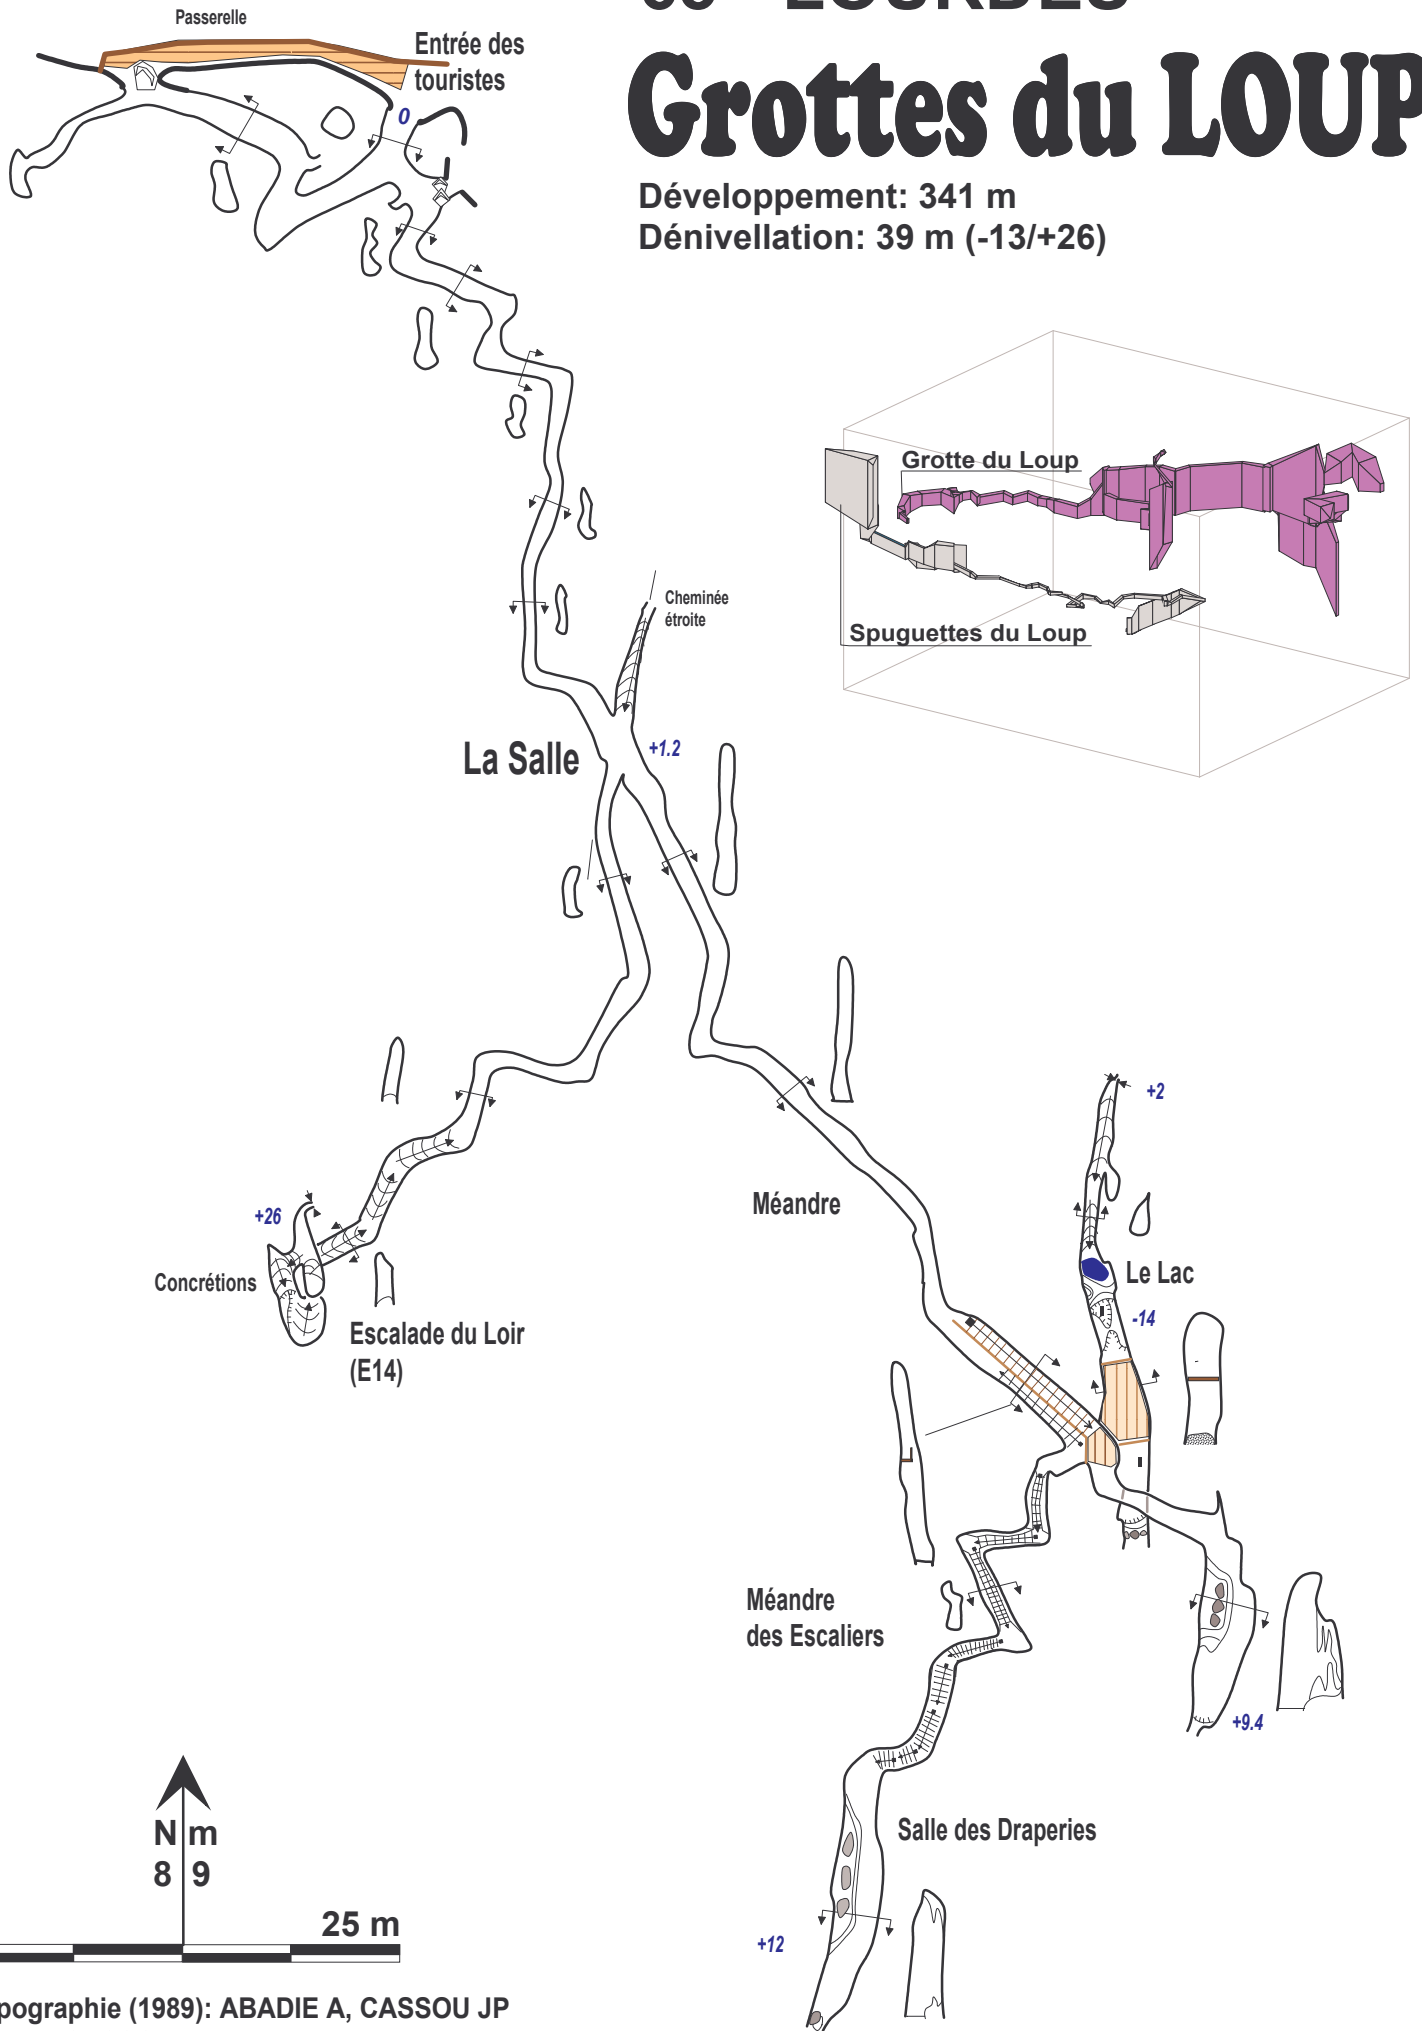 LOURDES
Grottes du LOUP
Développement: 341 m
Dénivellation: 39 m (-13/+26)
Passerelle
Entrée des
touristes
0
Grotte du Loup
Spuguettes du Loup
Cheminée
étroite
La Salle
+1.2
+2
Méandre
+26
Concrétions
Le Lac
-14
Escalade du Loir
(E14)
Méandre
des Escaliers
+9.4
Salle des Draperies
+12
N m
8 9
25 m
pographie (1989): ABADIE A, CASSOU JP